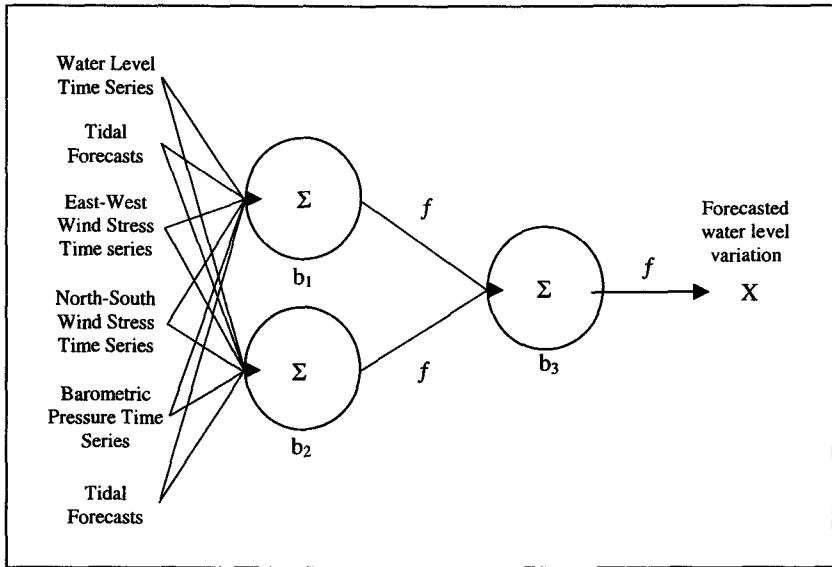 Water Level
Time Series
Tidal
Forecasts
East-West
Wind Stress
Time series
North-South
Wind Stress
Time Series
Barometric
Pressure Time
Series
Tidal
Forecasts
Σ
b₁
Σ
b₂
f
f
Σ
b₃
f
Forecasted
water level
variation
X